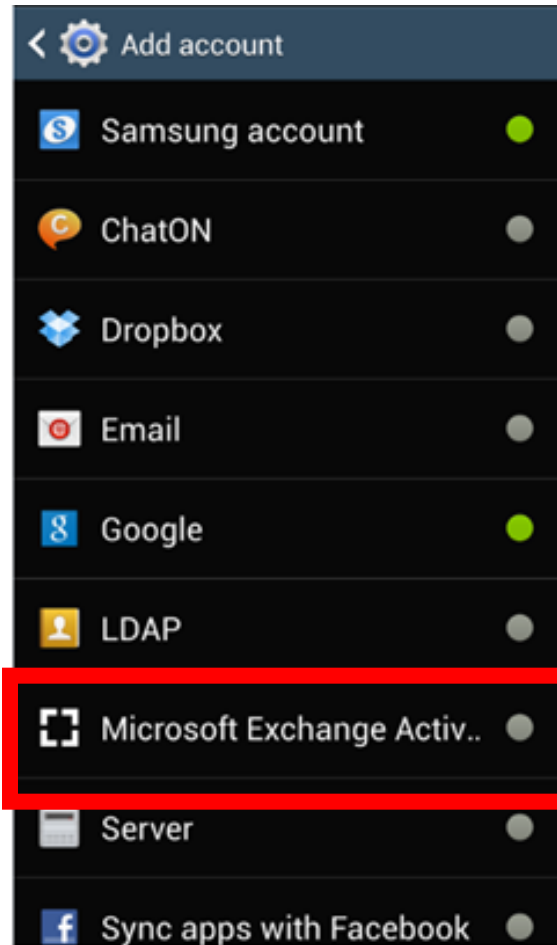 Add account
Samsung account
ChatON
Dropbox
Email
Google
LDAP
Microsoft Exchange Activ..
Server
Sync apps with Facebook